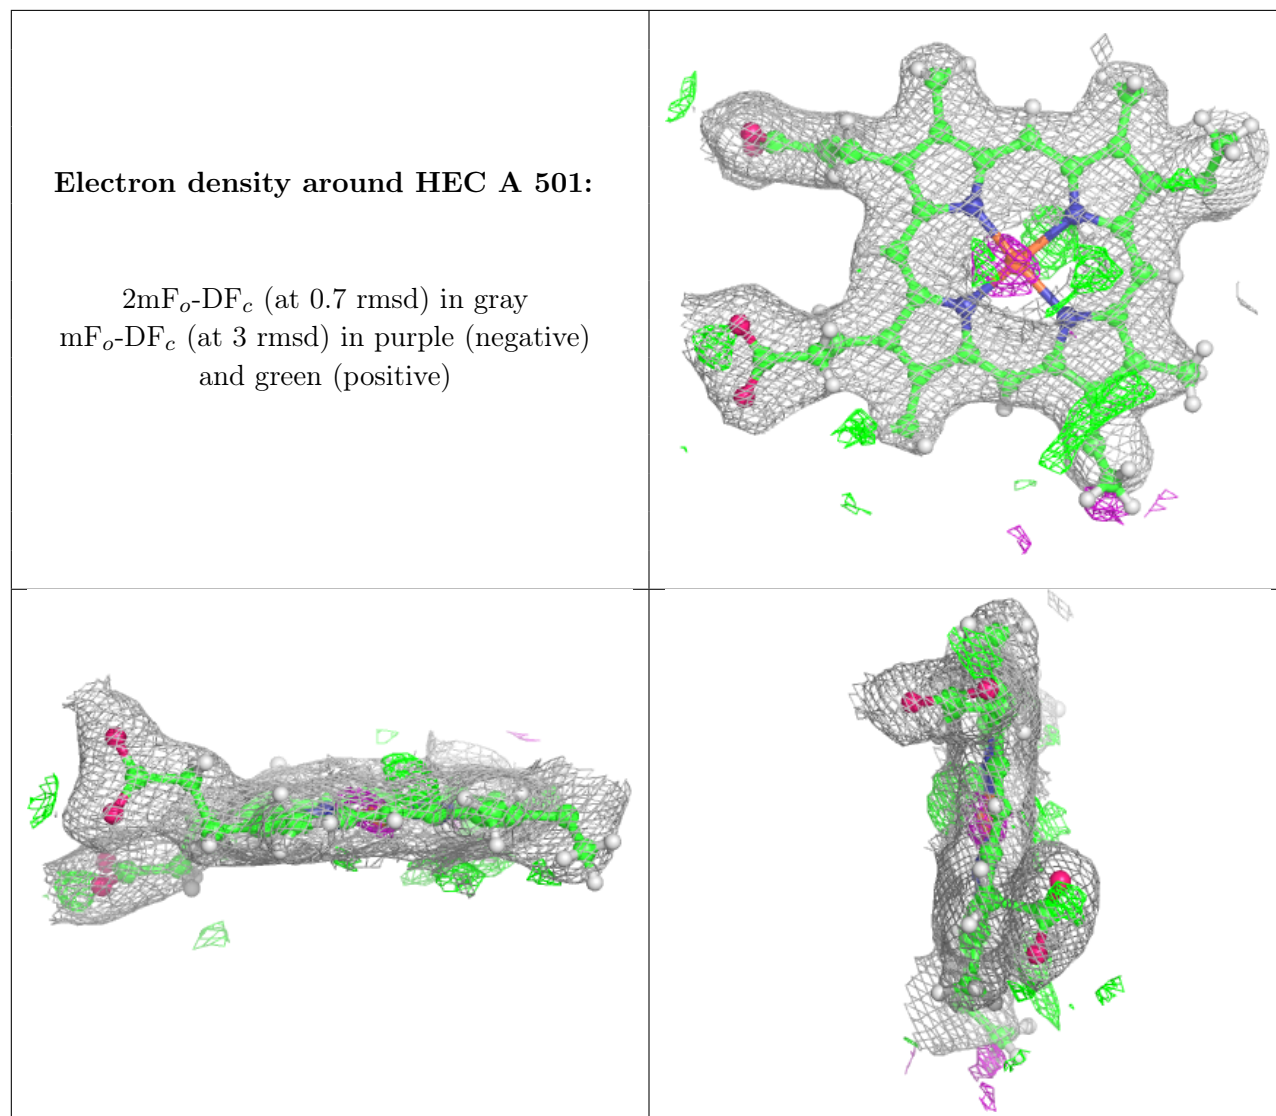 Electron density around HEC A 501:
2mFₒ-DF𝒸 (at 0.7 rmsd) in gray
mFₒ-DF𝒸 (at 3 rmsd) in purple (negative)
and green (positive)